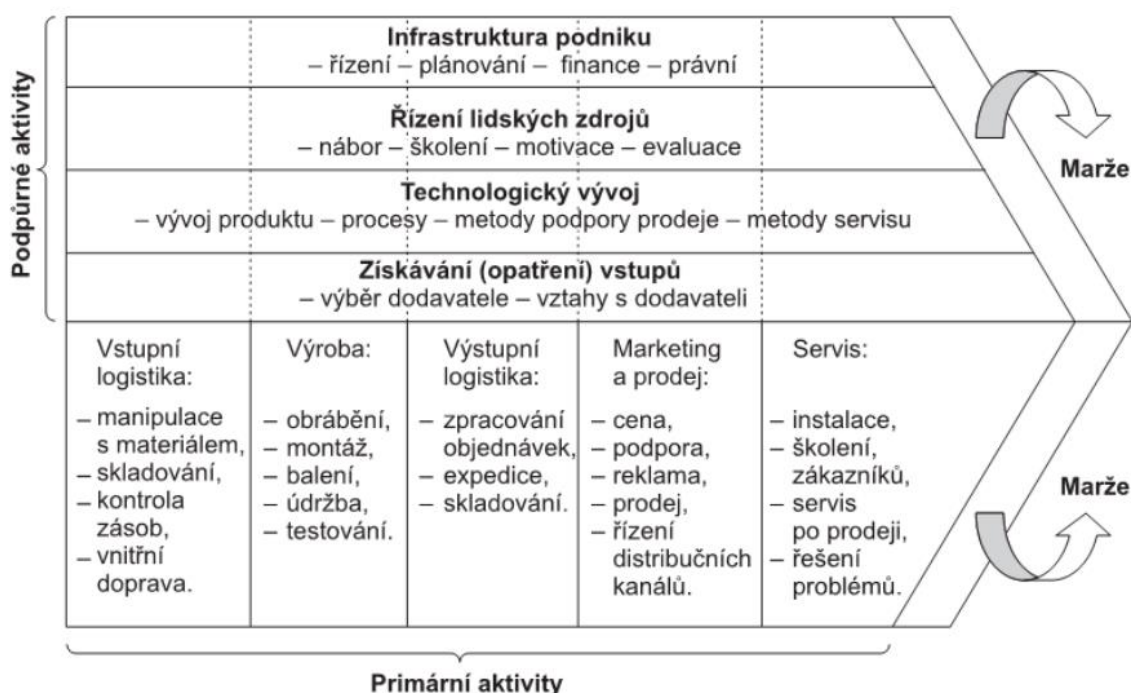 Podpůrné aktivity
Infrastruktura podniku
– řízení – plánování – finance – právní
Řízení lidských zdrojů
– nábor – školení – motivace – evaluace
Technologický vývoj
– vývoj produktu – procesy – metody podpory prodeje – metody servisu
Získávání (opatření) vstupů
– výběr dodavatele – vztahy s dodavateli
Marže
Vstupní
logistika:
– manipulace
s materiálem,
– skladování,
– kontrola
zásob,
– vnitřní
doprava.
Výroba:
– obrábění,
– montáž,
– balení,
– údržba,
– testování.
Výstupní
logistika:
– zpracování
objednávek,
– expedice,
– skladování.
Marketing
a prodej:
– cena,
– podpora,
– reklama,
– prodej,
– řízení
distribučních
kanálů.
Servis:
– instalace,
– školení,
zákazníků,
– servis
po prodeji,
– řešení
problémů.
Marže
Primární aktivity